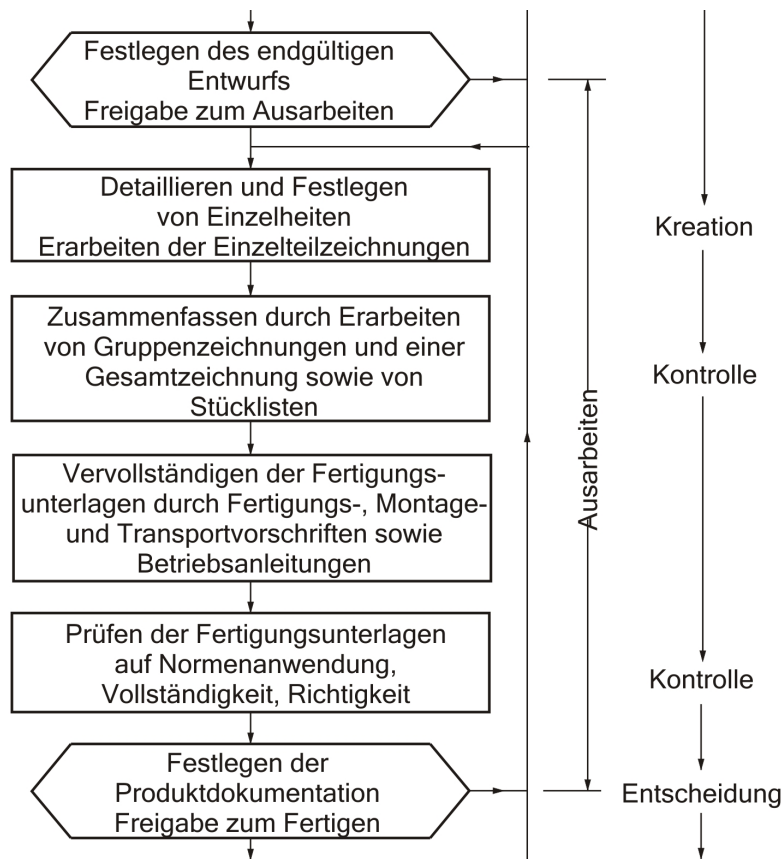 Festlegen des endgültigen
Entwurfs
Freigabe zum Ausarbeiten
Detaillieren und Festlegen
von Einzelheiten
Erarbeiten der Einzelteilzeichnungen
Kreation
Zusammenfassen durch Erarbeiten
von Gruppenzeichnungen und einer
Gesamtzeichnung sowie von
Stücklisten
Kontrolle
Ausarbeiten
Vervollständigen der Fertigungs-
unterlagen durch Fertigungs-, Montage-
und Transportvorschriften sowie
Betriebsanleitungen
Prüfen der Fertigungsunterlagen
auf Normenanwendung,
Vollständigkeit, Richtigkeit
Kontrolle
Festlegen der
Produktdokumentation
Freigabe zum Fertigen
Entscheidung